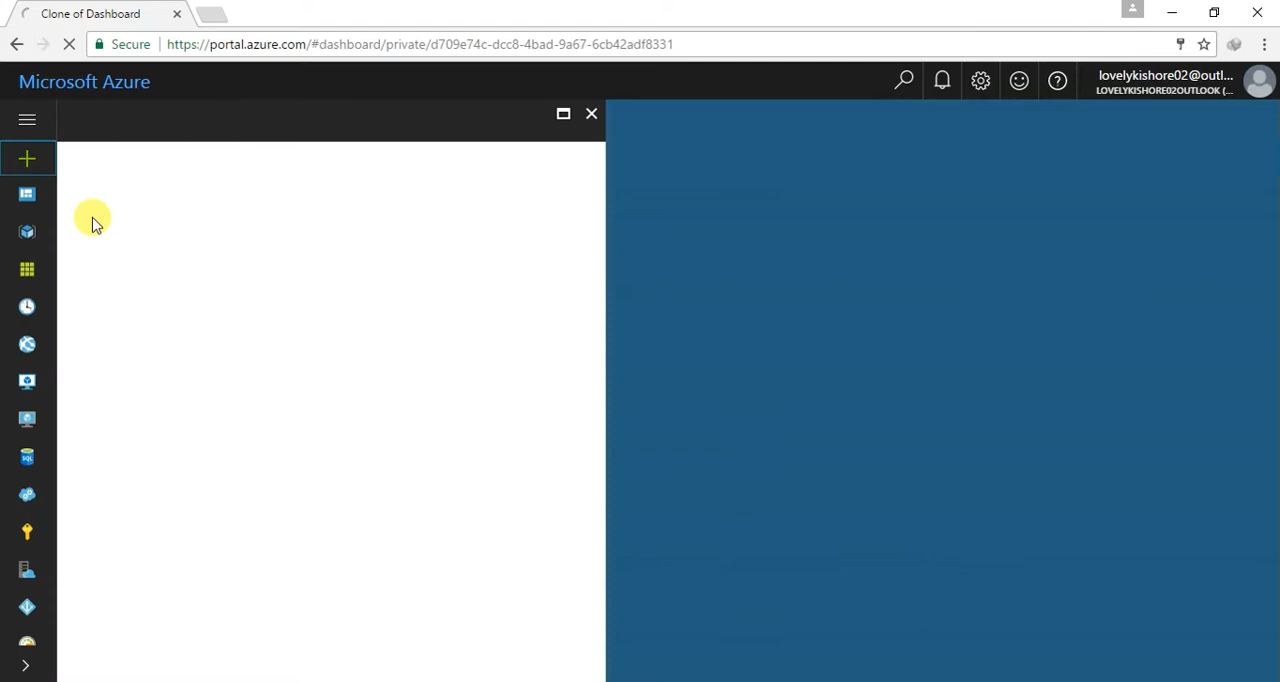 Clone of Dashboard
Secure
https://portal.azure.com/#dashboard/private/d709e74c-dcc8-4bad-9a67-6cb42adf8331
Microsoft Azure
lovelykishore02@outl...
LOVELYKISHORE02OUTLOOK (...
SQL